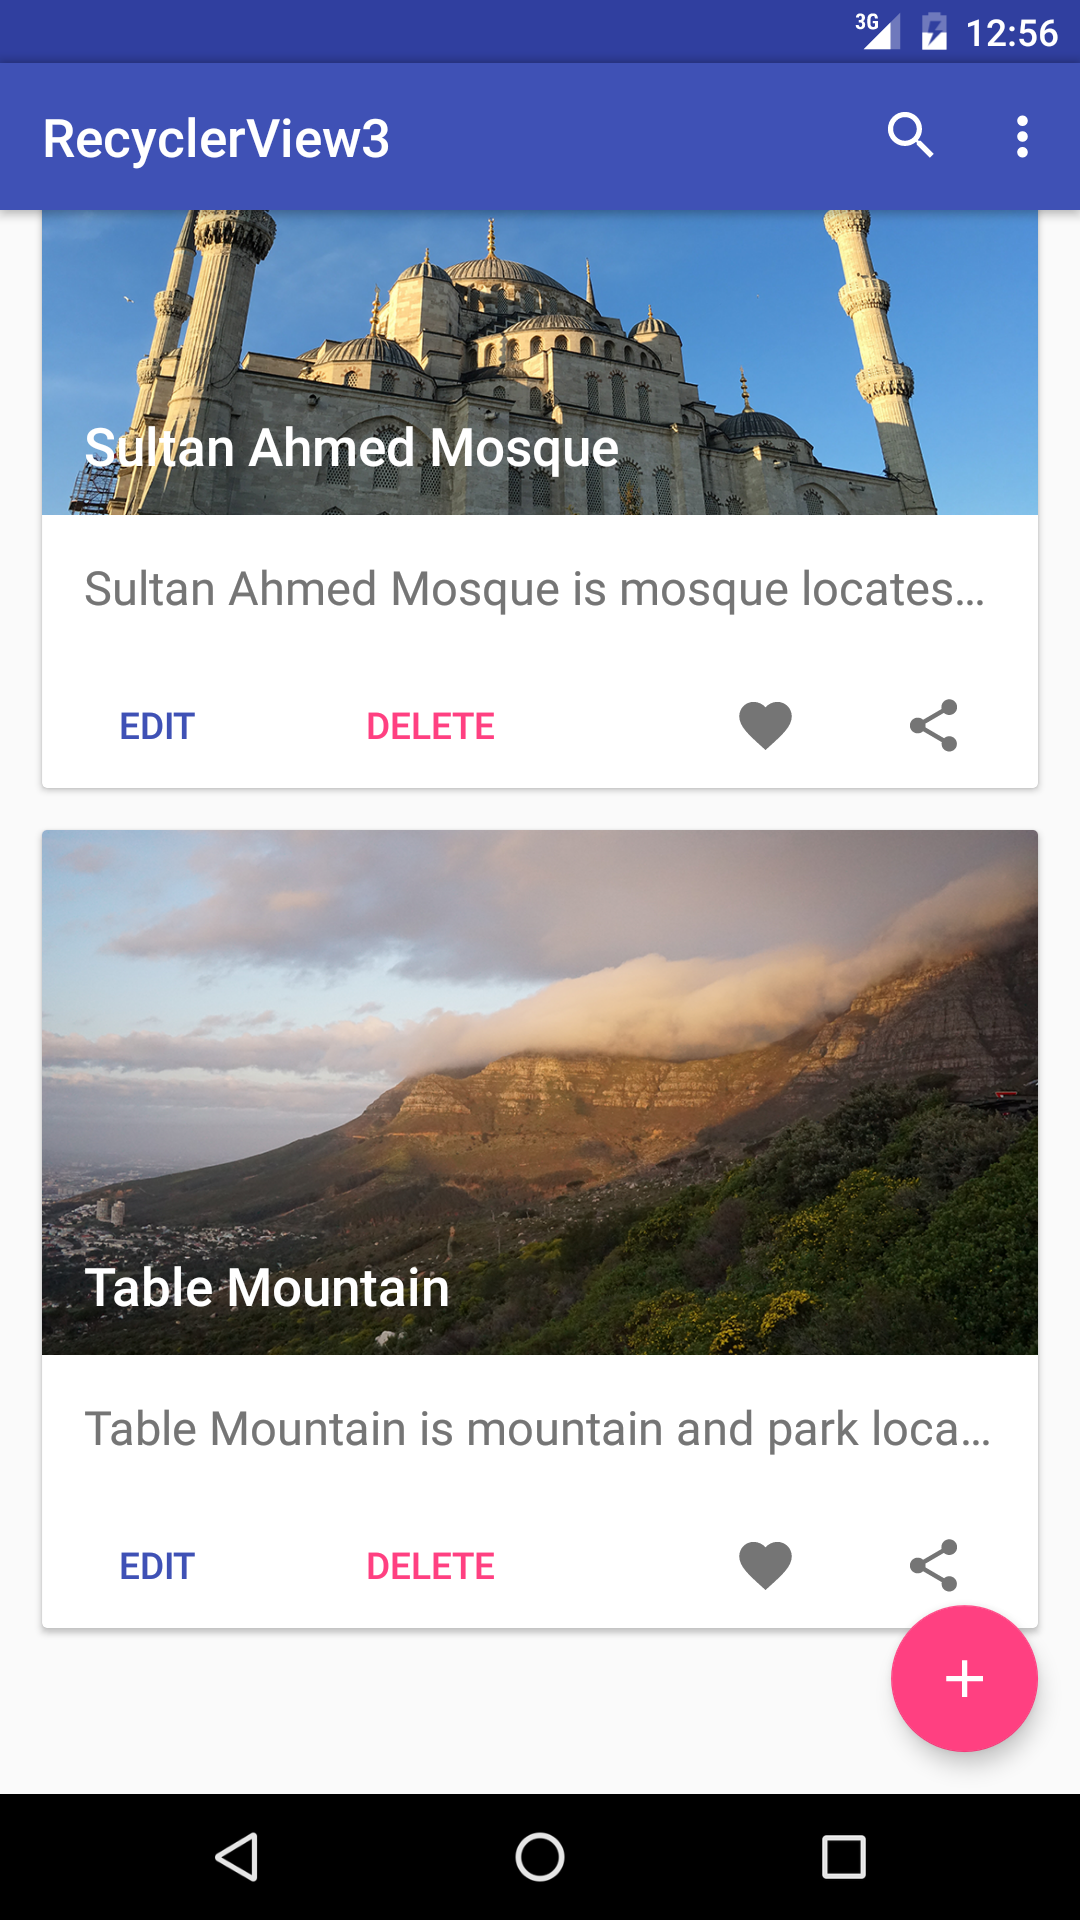 3G 12:56
RecyclerView3
Sultan Ahmed Mosque
Sultan Ahmed Mosque is mosque locates...
EDIT DELETE
Table Mountain
Table Mountain is mountain and park loca...
EDIT DELETE